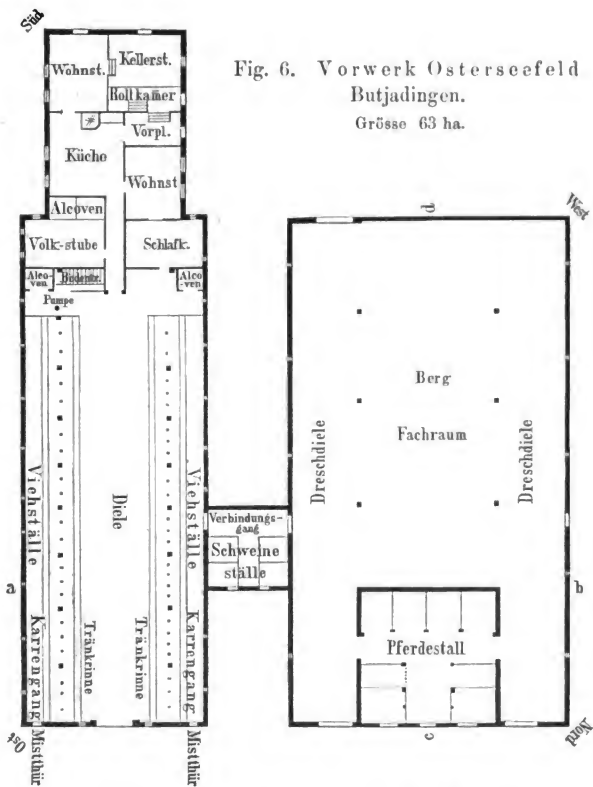 Süd
Fig. 6. Vorwerk Osterseefeld
Butjadingen.
Grösse 63 ha.
Wohnst.
Kellerst.
Rollkamer
Vorpl.
Küche
Wohnst
Alcoven
Volk-stube
Schlafk.
Alco-
ven
Bodentr.
Alco
ven
Pumpe
Viehställe
Karrengang
Tränkrinne
Diele
Tränkrinne
Viehställe
Karrengang
a
Ost
Mistthür
Mistthür
Verbindungs-
gang
Schweine
ställe
d
West
Berg
Fachraum
Dreschdiele
Dreschdiele
Pferdestall
b
c
Nord